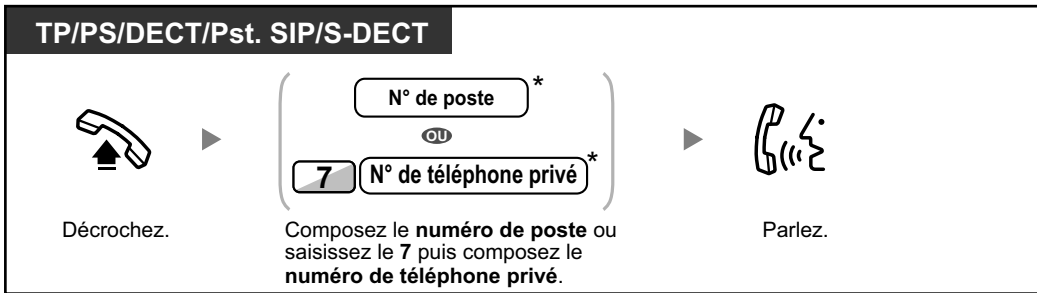 TP/PS/DECT/Pst. SIP/S-DECT
N° de poste *
OU
7 N° de téléphone privé *
Décrochez.
Composez le numéro de poste ou
saisissez le 7 puis composez le
numéro de téléphone privé.
Parlez.